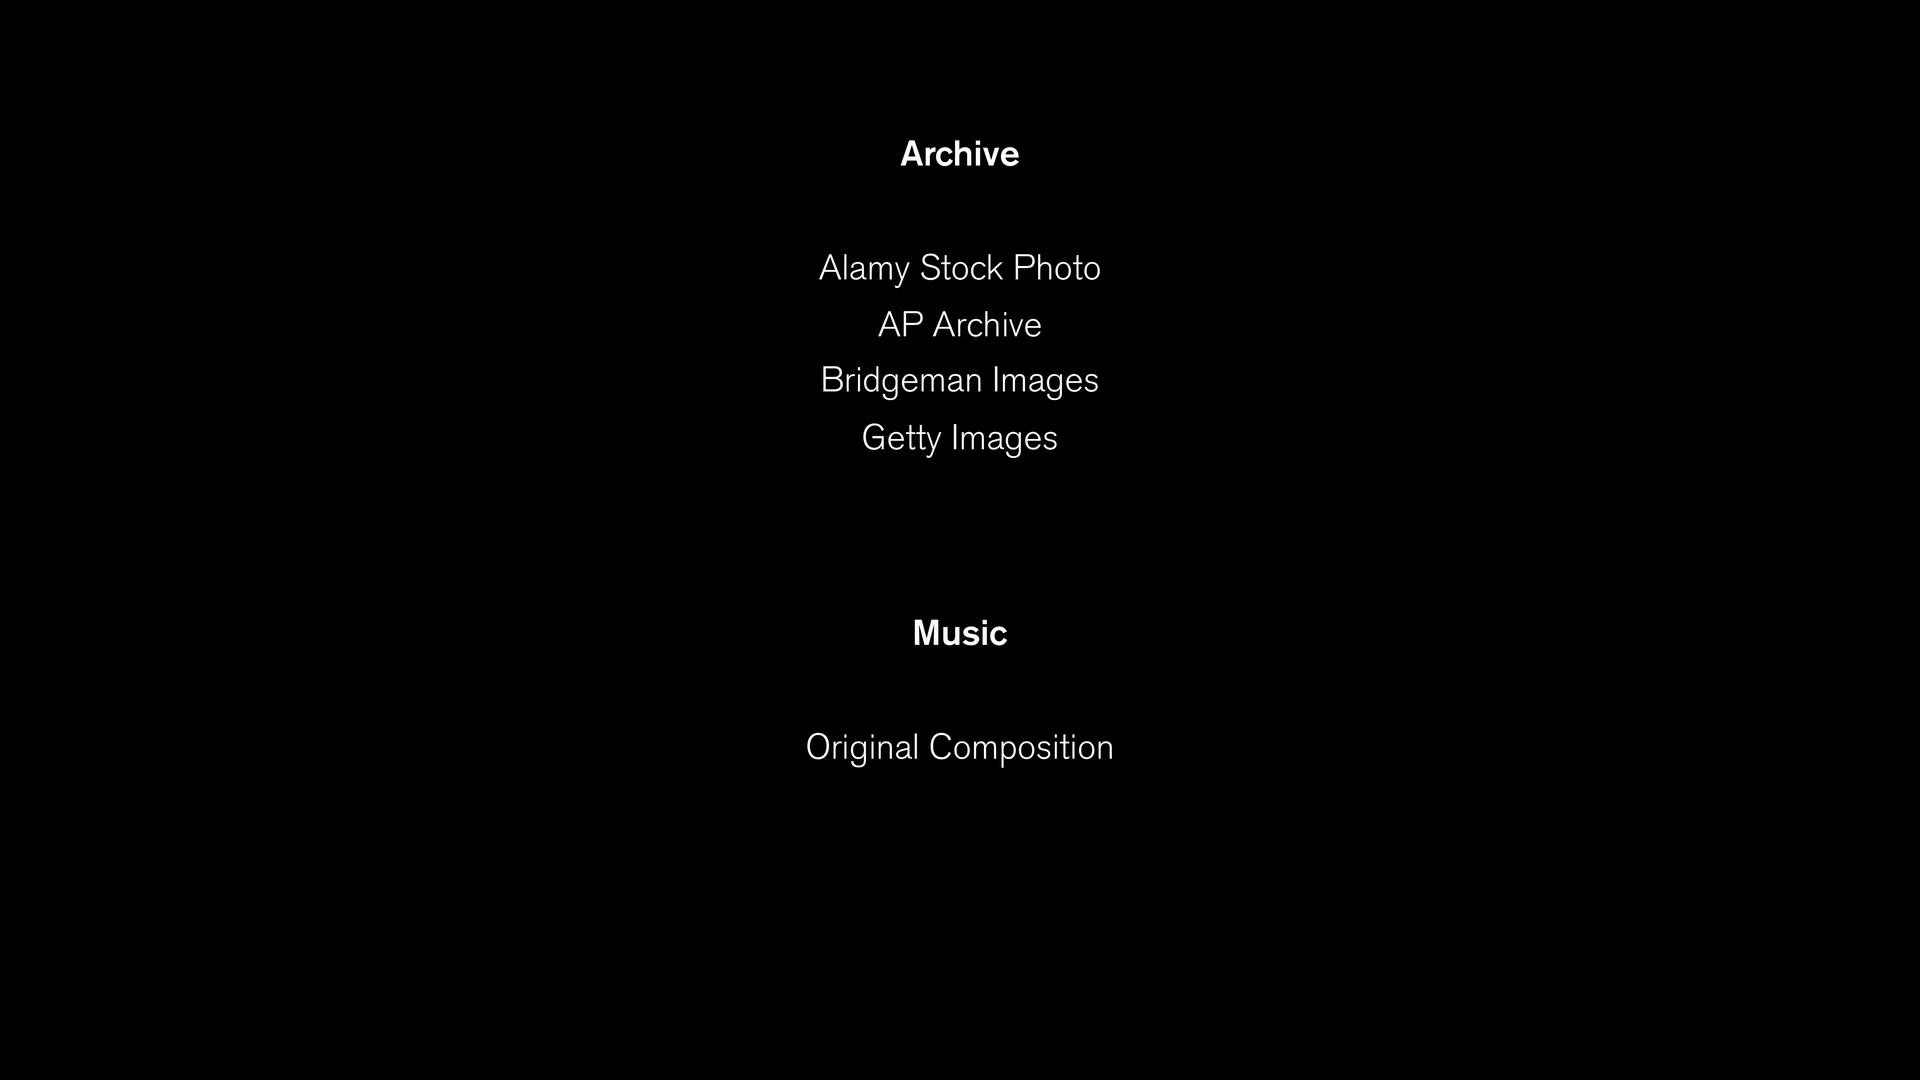 Archive
Alamy Stock Photo
AP Archive
Bridgeman Images
Getty Images
Music
Original Composition